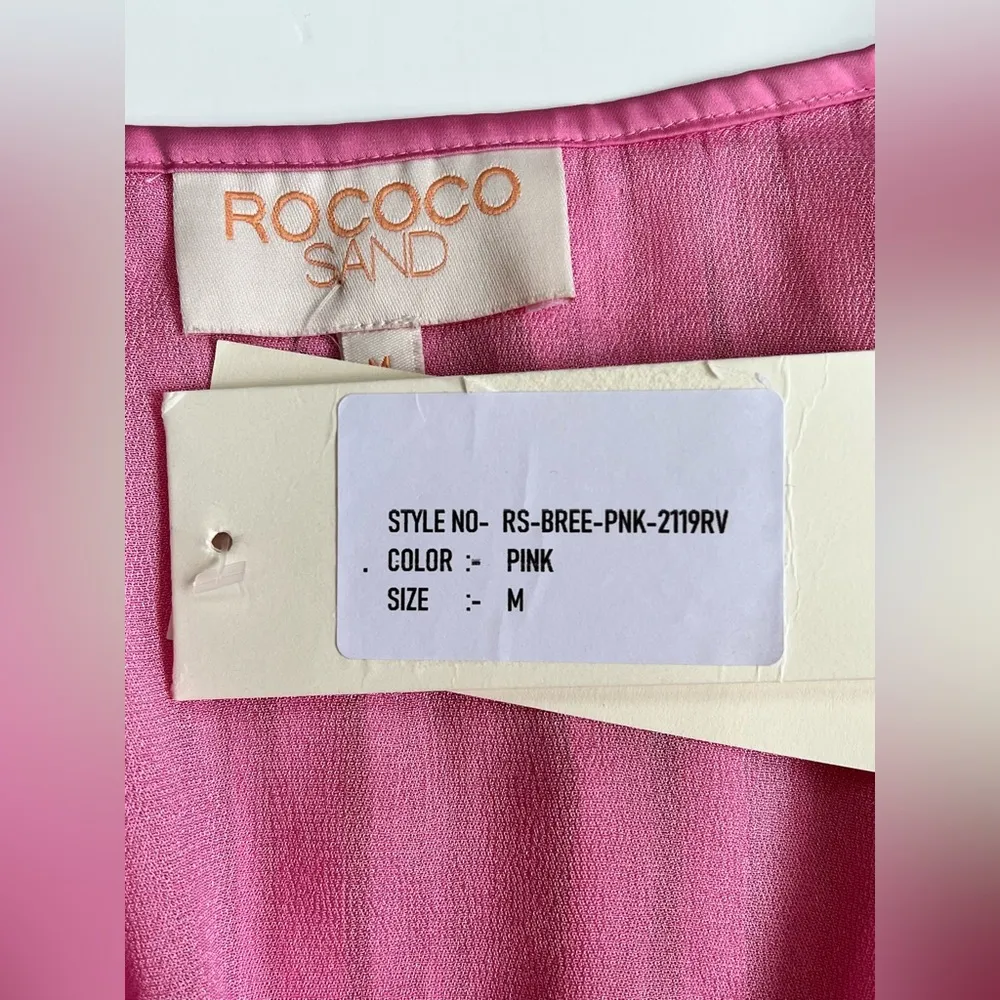 ROCOCO
SAND
M
STYLE NO- RS-BREE-PNK-2119RV
. COLOR :- PINK
SIZE :- M